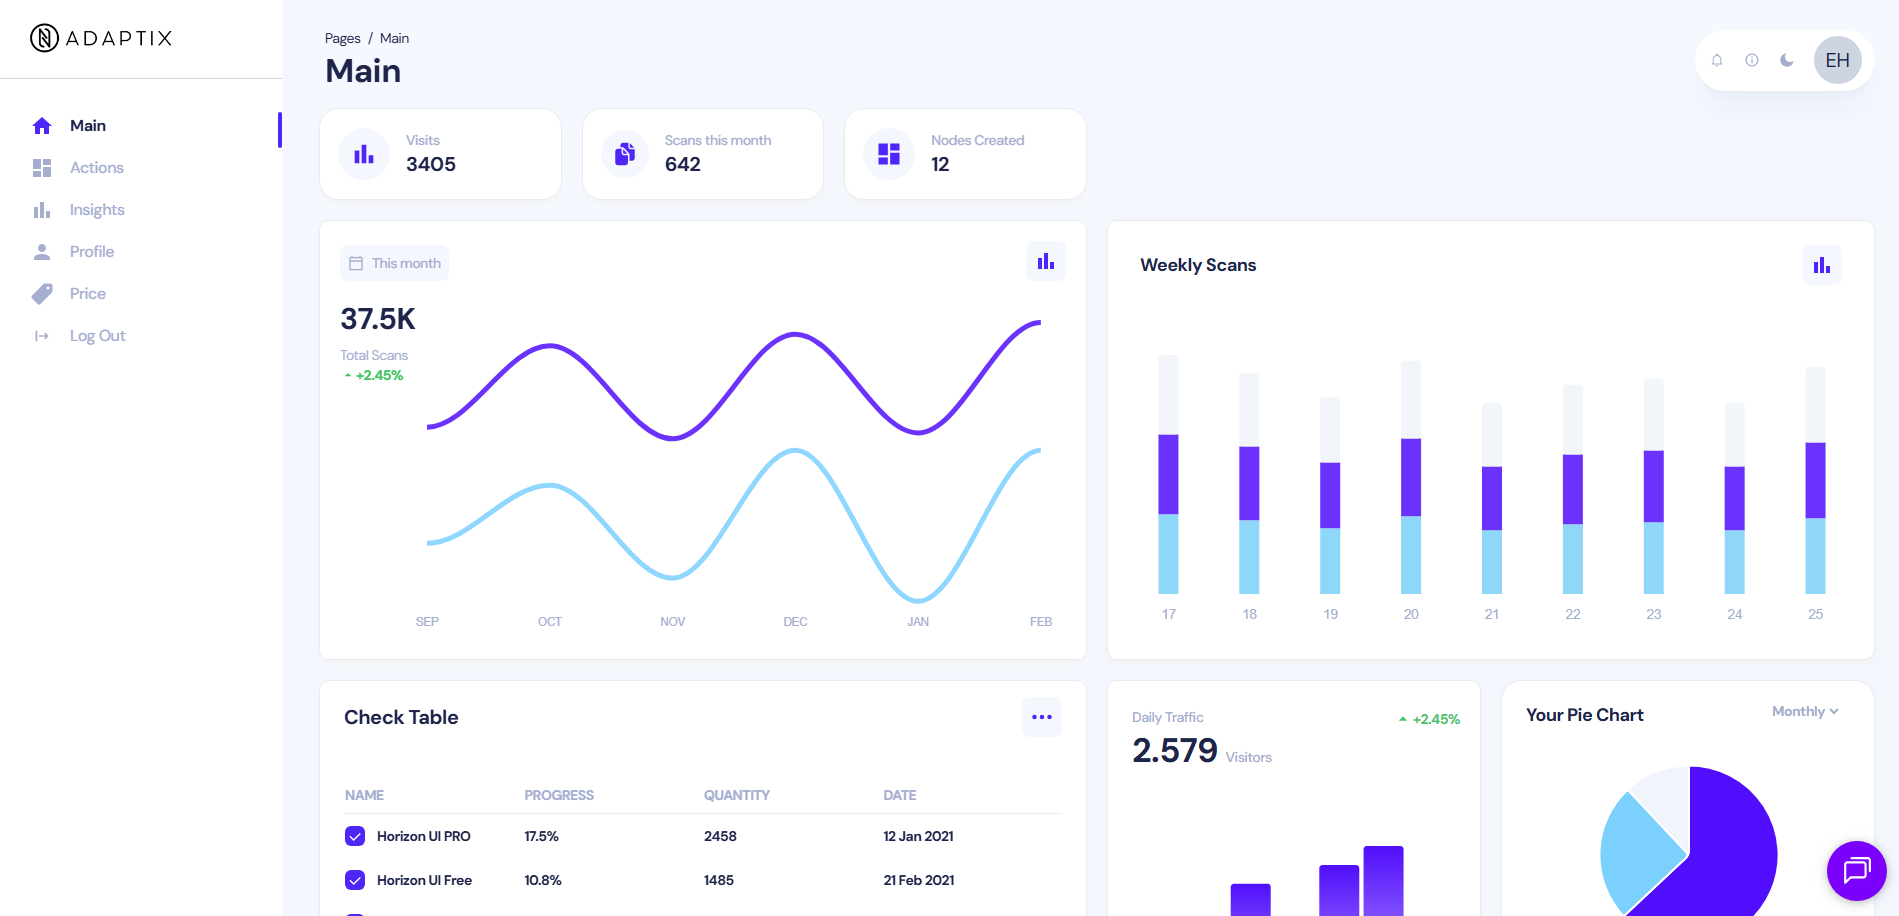 ADAPTIX
Main
Actions
Insights
Profile
Price
Log Out
Pages / Main
Main
EH
Visits
3405
Scans this month
642
Nodes Created
12
This month
37.5K
Total Scans
+2.45%
SEP OCT NOV DEC JAN FEB
Weekly Scans
17 18 19 20 21 22 23 24 25
Check Table
NAME PROGRESS QUANTITY DATE
Horizon UI PRO 17.5% 2458 12 Jan 2021
Horizon UI Free 10.8% 1485 21 Feb 2021
Daily Traffic
+2.45%
2.579 Visitors
Your Pie Chart
Monthly